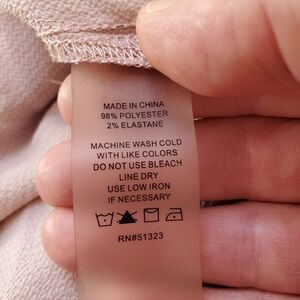 MADE IN CHINA
98% POLYESTER
2% ELASTANE
MACHINE WASH COLD
WITH LIKE COLORS
DO NOT USE BLEACH
LINE DRY
USE LOW IRON
IF NECESSARY
RN#51323